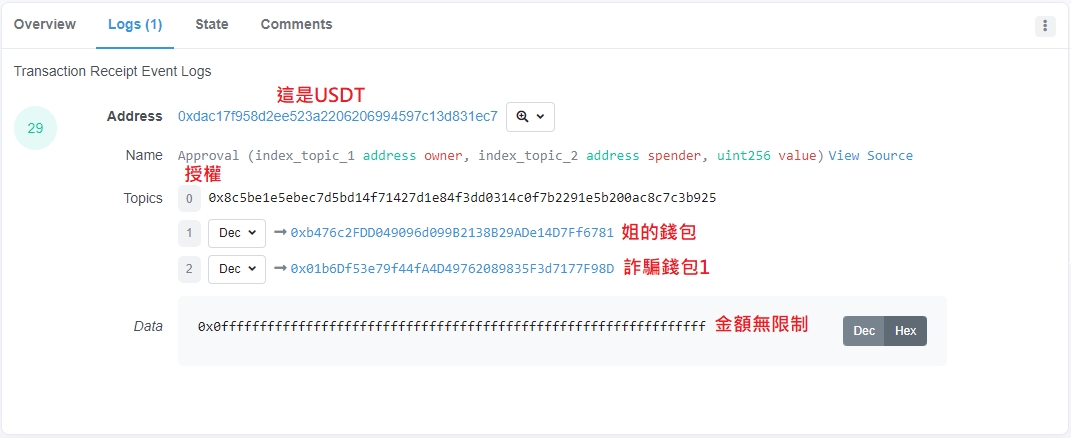 Overview Logs (1) State Comments
Transaction Receipt Event Logs
這是USDT
29 Address 0xdac17f958d2ee523a2206206994597c13d831ec7
Name Approval (index_topic_1 address owner, index_topic_2 address spender, uint256 value) View Source
授權
Topics 0 0x8c5be1e5ebec7d5bd14f71427d1e84f3dd0314c0f7b2291e5b200ac8c7c3b925
1 Dec 0xb476c2FDD049096d099B2138B29ADe14D7Ff6781 姐的錢包
2 Dec 0x01b6Df53e79f44fA4D49762089835F3d7177F98D 詐騙錢包1
Data 0x0fffffffffffffffffffffffffffffffffffffffffffffffffffffffffffffff 金額無限制 Dec Hex